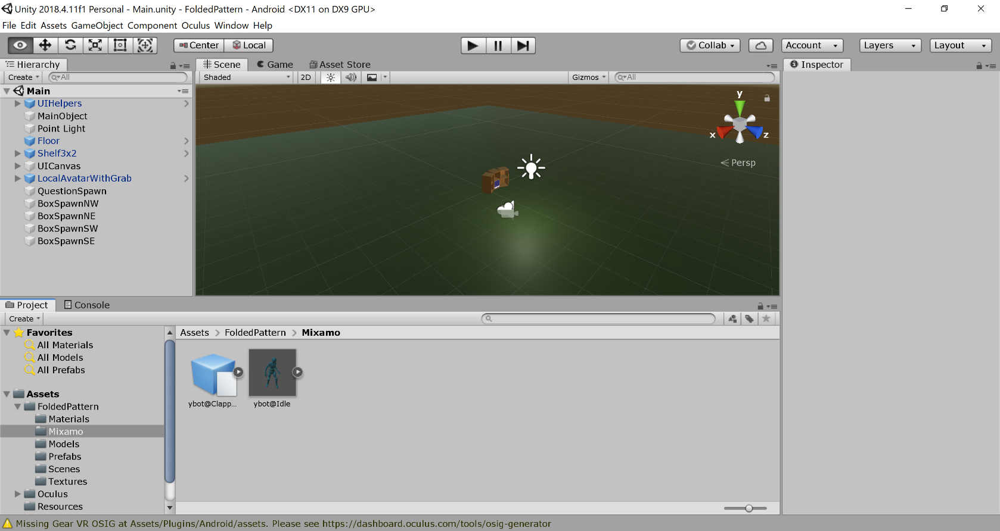 Unity 2018.4.11f1 Personal - Main.unity - FoldedPattern - Android <DX11 on DX9 GPU>
File Edit Assets GameObject Component Oculus Window Help
Center Local Collab Account Layers Layout
Hierarchy
Create All
Main
UIHelpers
MainObject
Point Light
Floor
Shelf3x2
UICanvas
LocalAvatarWithGrab
QuestionSpawn
BoxSpawnNW
BoxSpawnNE
BoxSpawnSW
BoxSpawnSE
Scene Game Asset Store
Shaded 2D Gizmos All
y
x z
Persp
Inspector
Project Console
Create
Favorites
All Materials
All Models
All Prefabs
Assets
FoldedPattern
Materials
Mixamo
Models
Prefabs
Scenes
Textures
Oculus
Resources
Assets > FoldedPattern > Mixamo
ybot@Clapp... ybot@Idle
Missing Gear VR OSIG at Assets/Plugins/Android/assets. Please see https://dashboard.oculus.com/tools/osig-generator